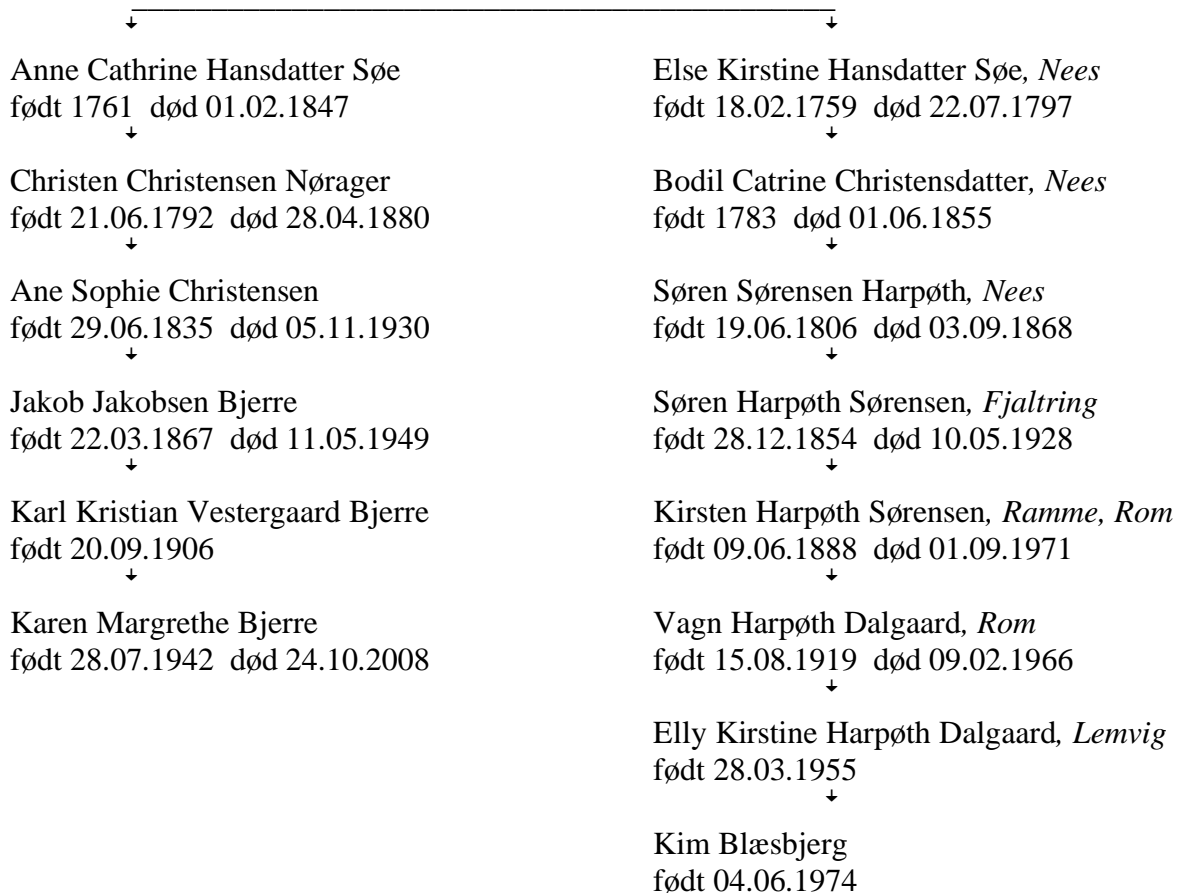 Anne Cathrine Hansdatter Søe
født 1761 død 01.02.1847
Christen Christensen Nørager
født 21.06.1792 død 28.04.1880
Ane Sophie Christensen
født 29.06.1835 død 05.11.1930
Jakob Jakobsen Bjerre
født 22.03.1867 død 11.05.1949
Karl Kristian Vestergaard Bjerre
født 20.09.1906
Karen Margrethe Bjerre
født 28.07.1942 død 24.10.2008
Else Kirstine Hansdatter Søe, Nees
født 18.02.1759 død 22.07.1797
Bodil Catrine Christensdatter, Nees
født 1783 død 01.06.1855
Søren Sørensen Harpøth, Nees
født 19.06.1806 død 03.09.1868
Søren Harpøth Sørensen, Fjaltring
født 28.12.1854 død 10.05.1928
Kirsten Harpøth Sørensen, Ramme, Rom
født 09.06.1888 død 01.09.1971
Vagn Harpøth Dalgaard, Rom
født 15.08.1919 død 09.02.1966
Elly Kirstine Harpøth Dalgaard, Lemvig
født 28.03.1955
Kim Blæsbjerg
født 04.06.1974